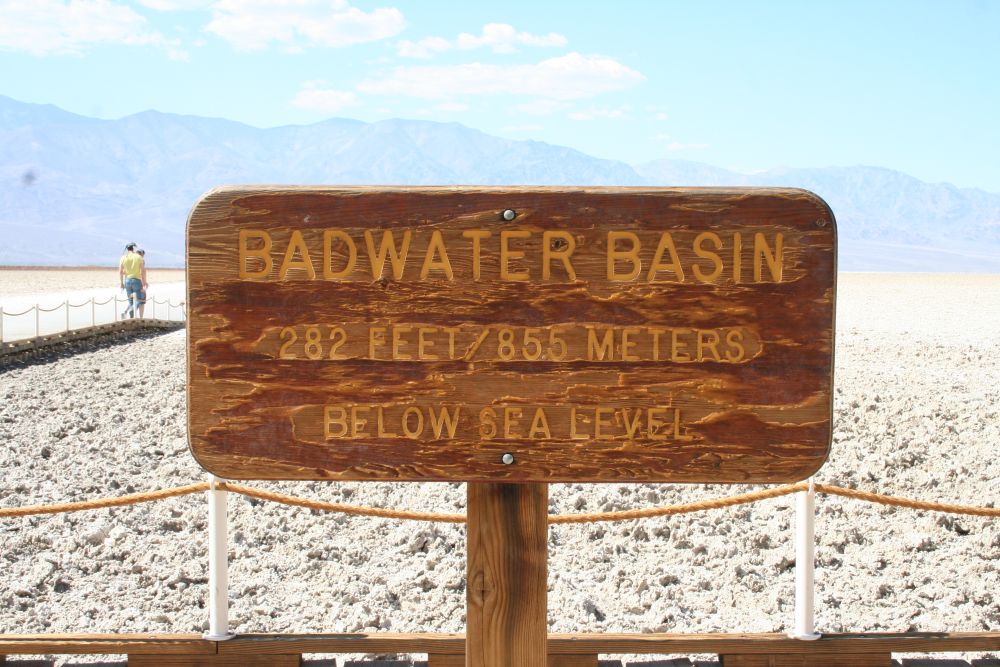 BADWATER BASIN
282 FEET/855 METERS
BELOW SEA LEVEL